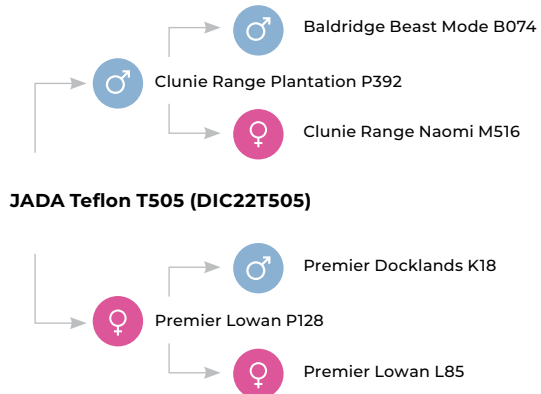 Baldridge Beast Mode B074
Clunie Range Plantation P392
Clunie Range Naomi M516
JADA Teflon T505 (DIC22T505)
Premier Docklands K18
Premier Lowan P128
Premier Lowan L85